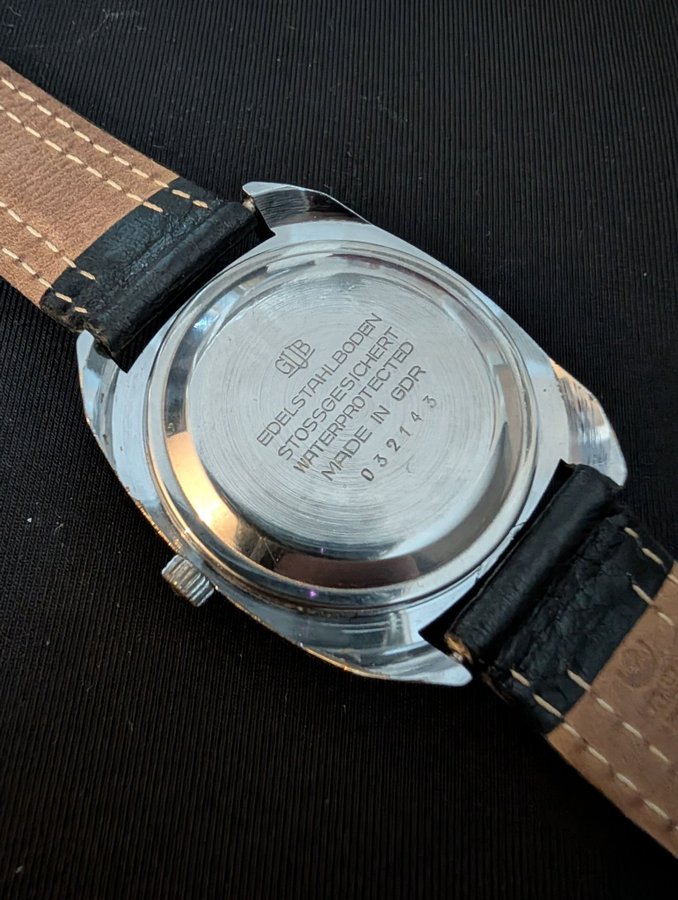 GUB
EDELSTAHLBODEN
STOSSGESICHERT
WATERPROTECTED
MADE IN GDR
032143